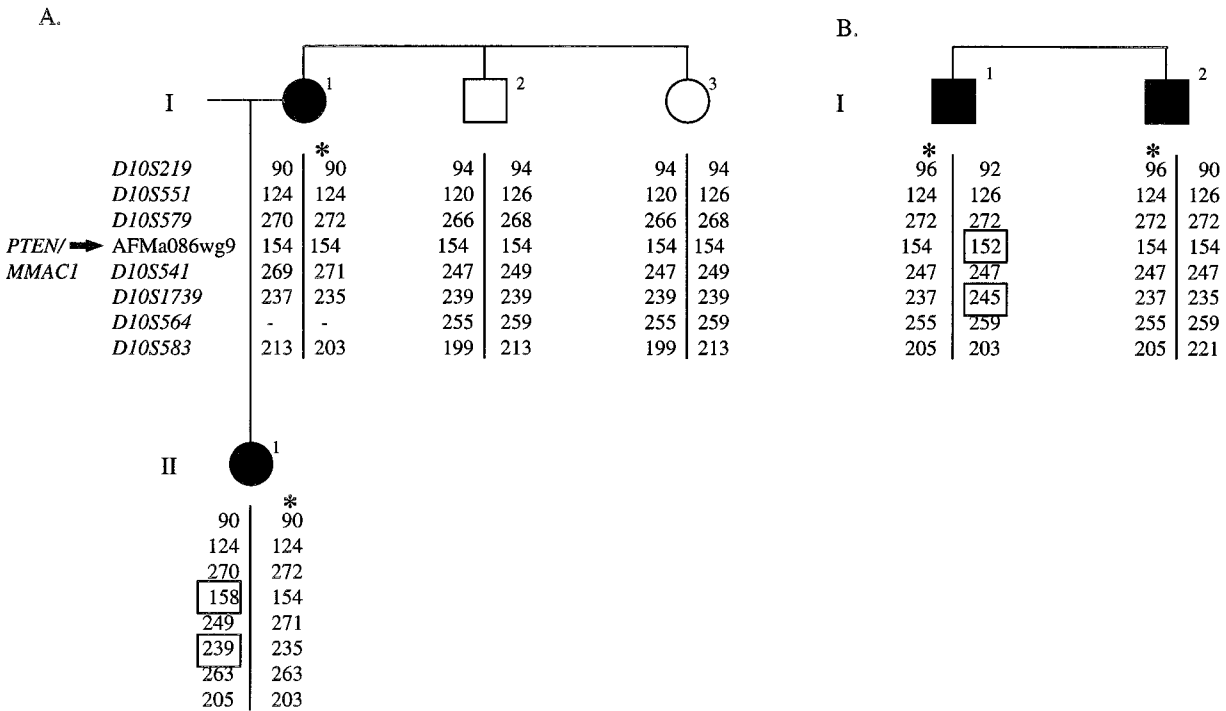 A.
B.
1 2 3 1 2
I I
* * *
D10S219 90 90 94 94 94 94 96 92 96 90
D10S551 124 124 120 126 120 126 124 126 124 126
D10S579 270 272 266 268 266 268 272 272 272 272
PTEN/ AFMa086wg9 154 154 154 154 154 154 154 152 154 154
MMAC1 D10S541 269 271 247 249 247 249 247 247 247 247
D10S1739 237 235 239 239 239 239 237 245 237 235
D10S564 - - 255 259 255 259 255 259 255 259
D10S583 213 203 199 213 199 213 205 203 205 221
1
II
*
90 90
124 124
270 272
158 154
249 271
239 235
263 263
205 203